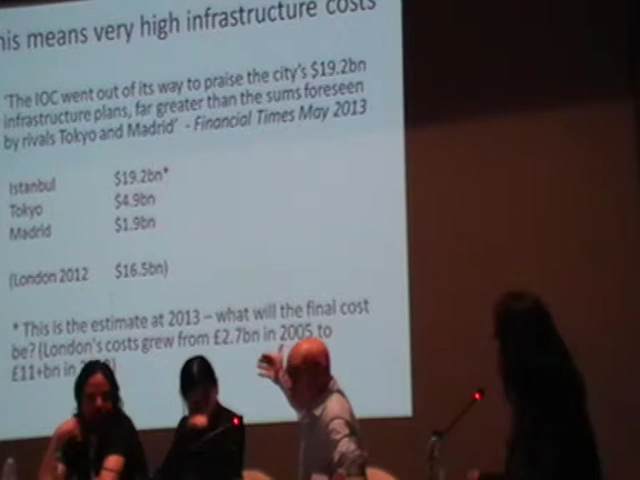 his means very high infrastructure costs
'The IOC went out of its way to praise the city's $19.2bn
infrastructure plans, far greater than the sums foreseen
by rivals Tokyo and Madrid' - Financial Times May 2013
Istanbul $19.2bn*
Tokyo $4.9bn
Madrid $1.9bn
(London 2012 $16.5bn)
* This is the estimate at 2013 – what will the final cost
be? (London's costs grew from £2.7bn in 2005 to
£11+bn in